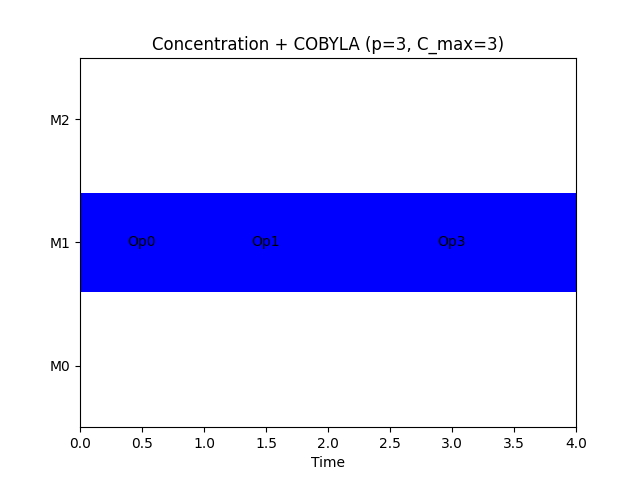 Concentration + COBYLA (p=3, C_max=3)
M2
M1
Op0 Op1 Op3
M0
0.0 0.5 1.0 1.5 2.0 2.5 3.0 3.5 4.0
Time